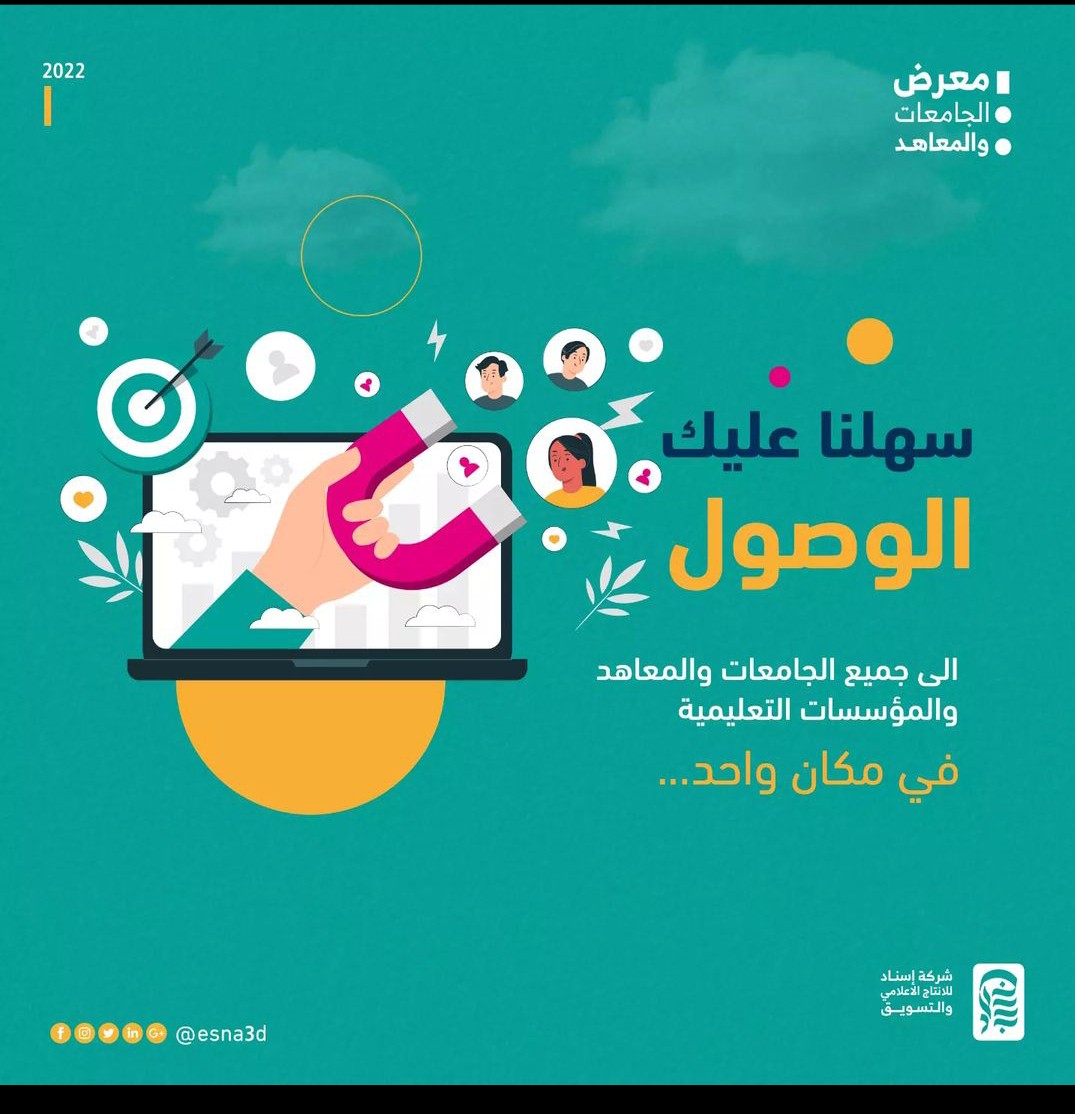 2022
معرض
الجامعات
والمعاهد
سهلنا عليك
الوصول
الى جميع الجامعات والمعاهد
والمؤسسات التعليمية
في مكان واحد...
شركة إسناد
للانتاج الاعلامي
والتسويق
@esna3d